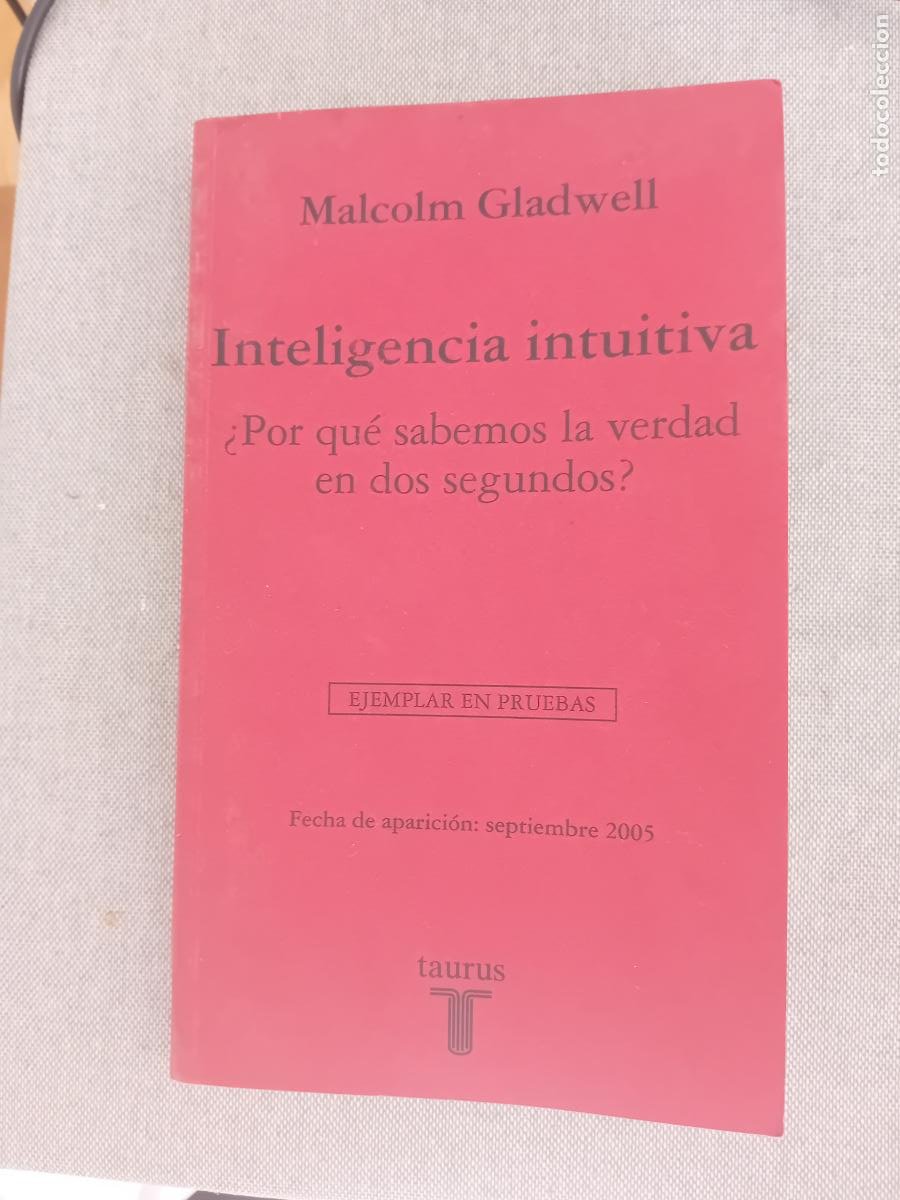 Malcolm Gladwell
Inteligencia intuitiva
¿Por qué sabemos la verdad
en dos segundos?
EJEMPLAR EN PRUEBAS
Fecha de aparición: septiembre 2005
taurus
todocoleccion